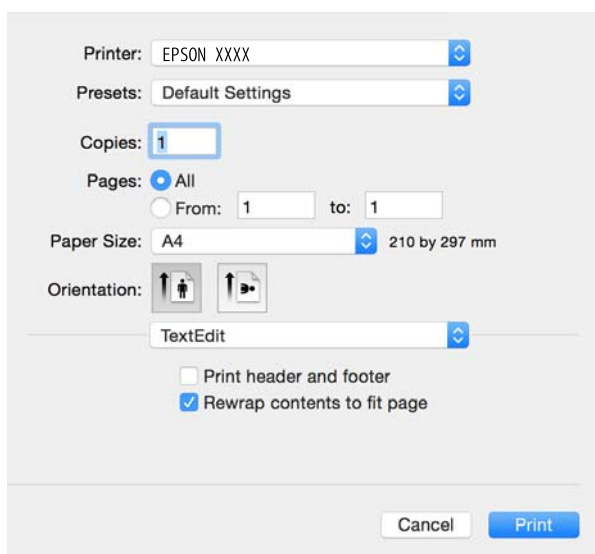 Printer: EPSON XXXX
Presets: Default Settings
Copies: 1
Pages: All
From: 1 to: 1
Paper Size: A4 210 by 297 mm
Orientation:
TextEdit
Print header and footer
Rewrap contents to fit page
Cancel Print